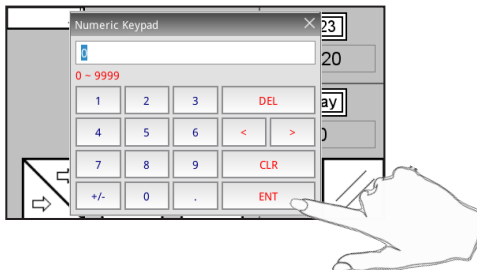 Numeric Keypad
23
0
20
0 ~ 9999
1 2 3 DEL
ay
4 5 6 < >
7 8 9 CLR
+/- 0 . ENT